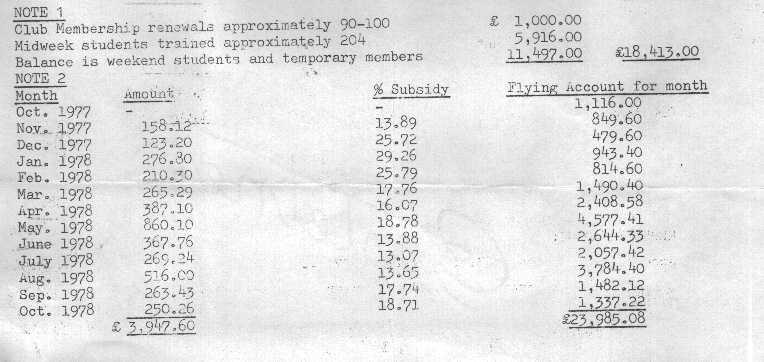 NOTE 1
Club Membership renewals approximately 90-100 £ 1,000.00
Midweek students trained approximately 204 5,916.00
Balance is weekend students and temporary members 11,497.00 £18,413.00
NOTE 2
Month Amount % Subsidy Flying Account for month
Oct. 1977 - - 1,116.00
Nov. 1977 158.12 13.89 849.60
Dec. 1977 123.20 25.72 479.60
Jan. 1978 276.80 29.26 943.40
Feb. 1978 210.30 25.79 814.60
Mar. 1978 265.29 17.76 1,490.40
Apr. 1978 387.10 16.07 2,408.58
May. 1978 860.10 18.78 4,577.41
June 1978 367.76 13.88 2,644.33
July 1978 269.24 13.07 2,057.42
Aug. 1978 516.00 13.65 3,784.40
Sep. 1978 263.43 17.74 1,482.12
Oct. 1978 250.26 18.71 1,337.22
£ 3,947.60 £23,985.08